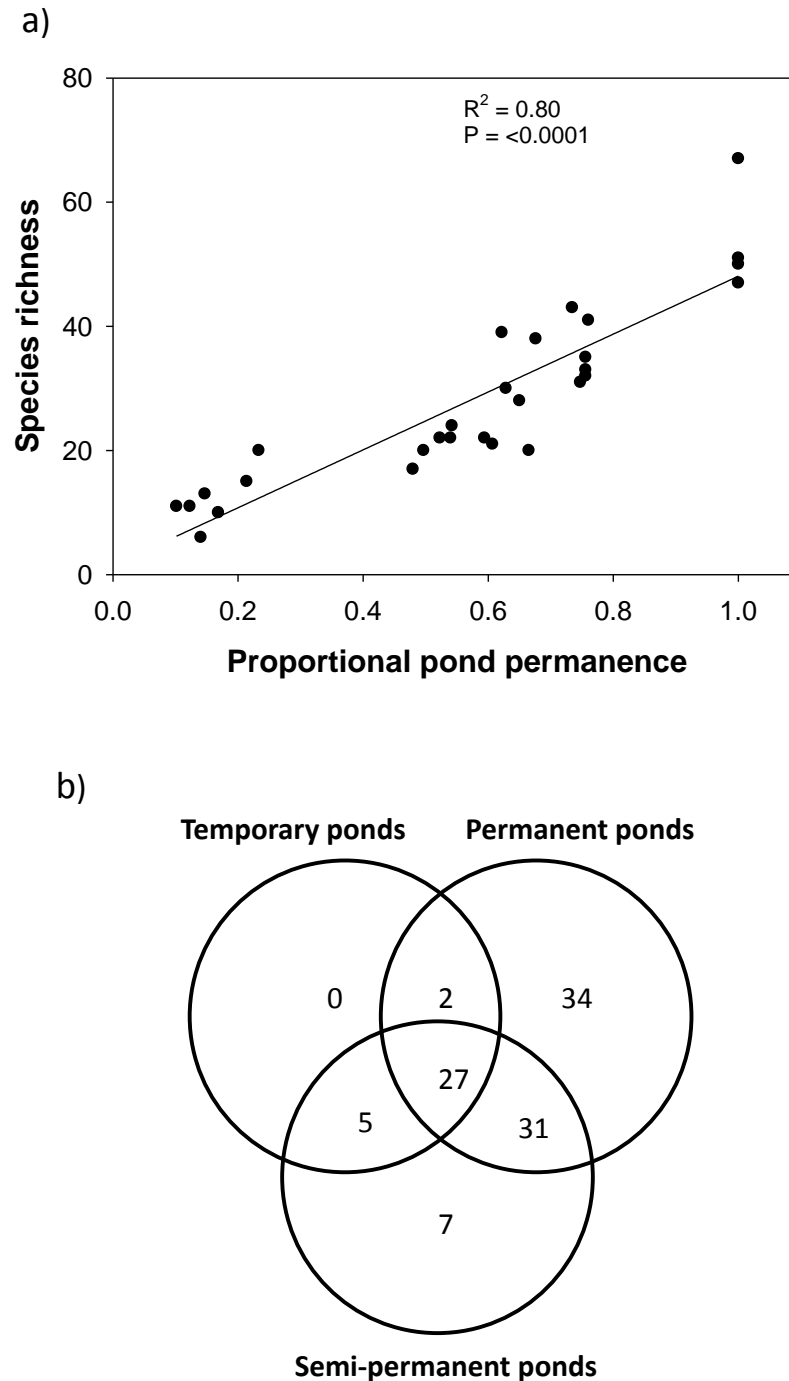 a)
80
60
40
20
0
Species richness
R² = 0.80
P = <0.0001
0.0 0.2 0.4 0.6 0.8 1.0
Proportional pond permanence
b)
Temporary ponds Permanent ponds
0 2 34
27
5 31
7
Semi-permanent ponds